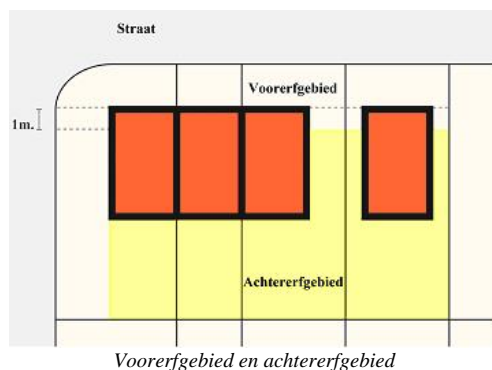 Straat
Voorerfgebied
1m.
Achtererfgebied
Voorerfgebied en achtererfgebied